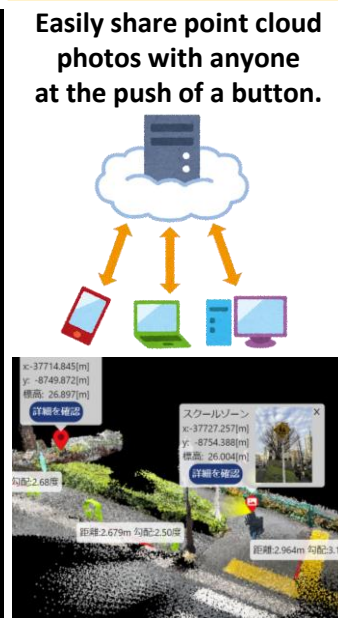 Easily share point cloud
photos with anyone
at the push of a button.
x:-37714.845[m]
y: -8749.872[m]
標高: 26.897[m]
詳細を確認
スクールゾーン
x:-37727.257[m]
y: -8754.388[m]
標高: 26.004[m]
詳細を確認
X
勾配:2.68度
距離:2.679m 勾配:2.50度
距離:2.964m 勾配:3.1